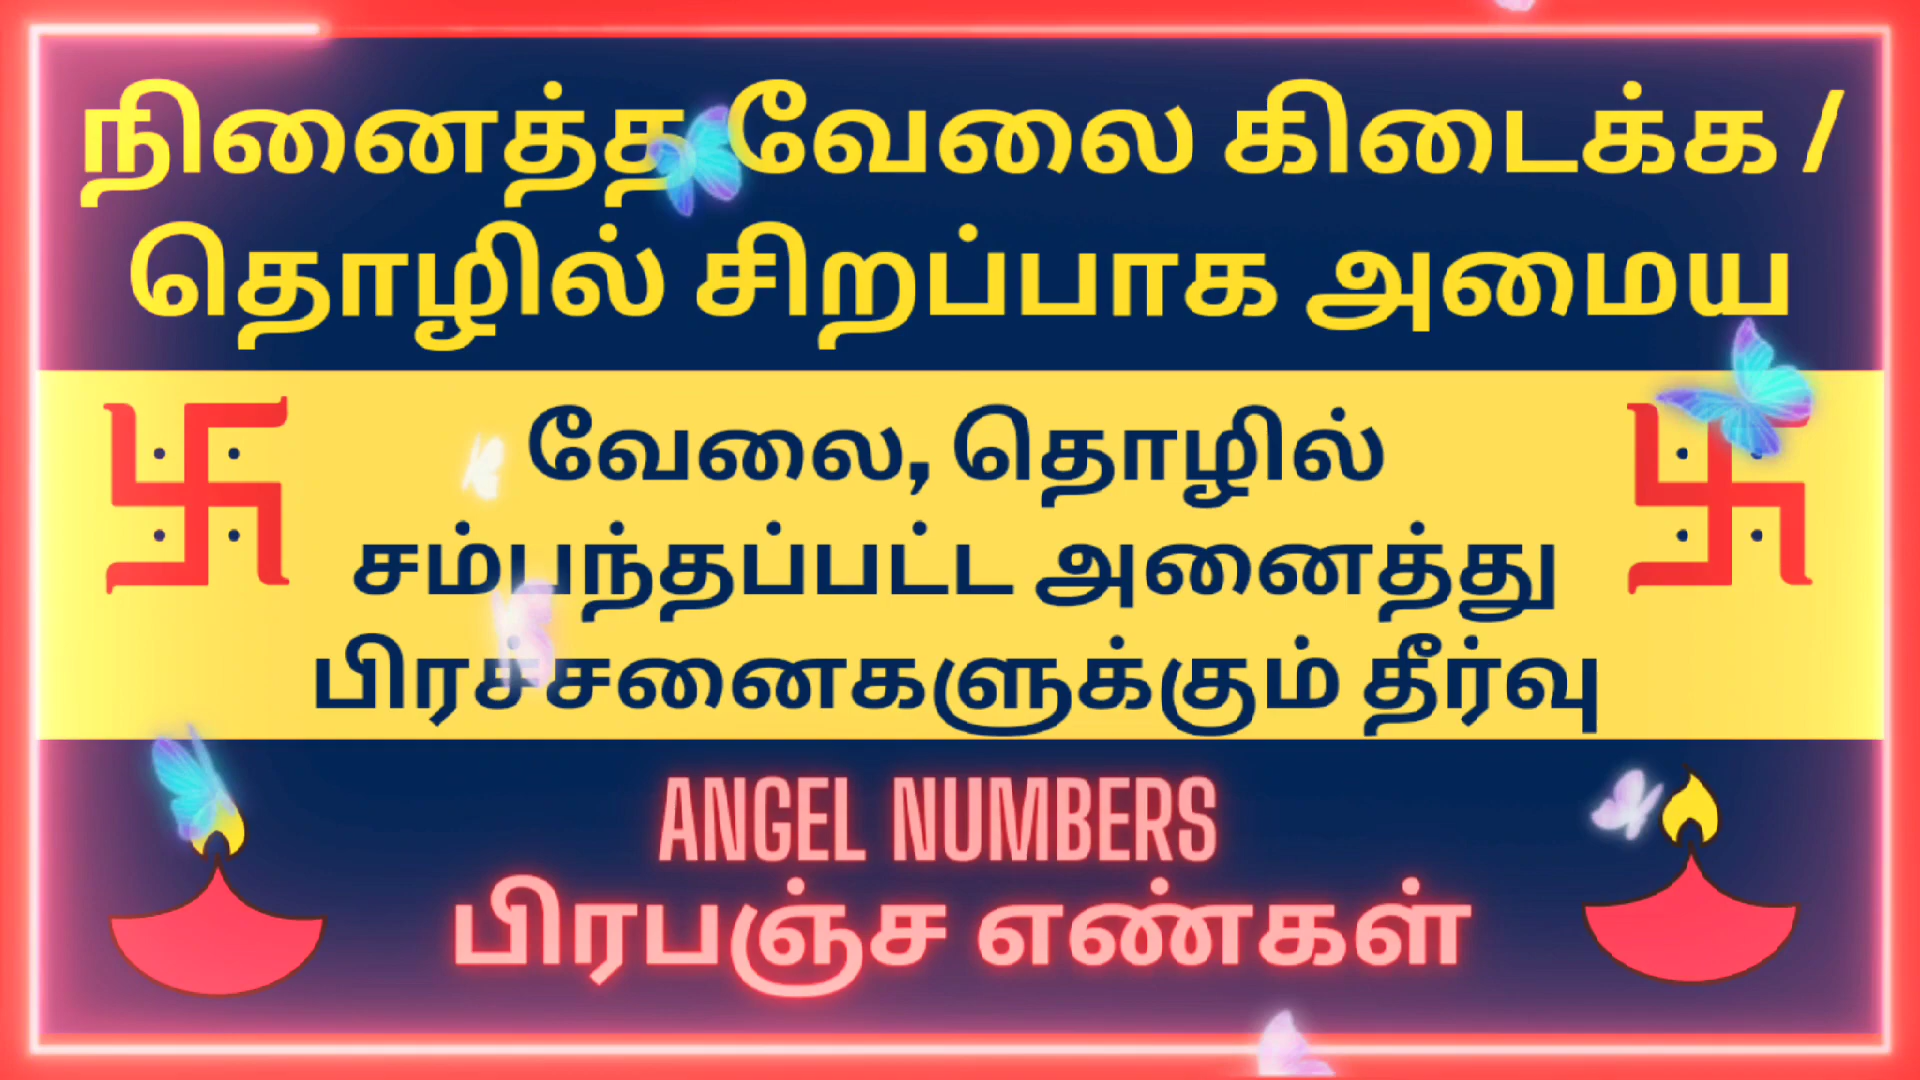 நினைத்த வேலை கிடைக்க /
தொழில் சிறப்பாக அமைய
வேலை, தொழில்
சம்பந்தப்பட்ட அனைத்து
பிரச்சனைகளுக்கும் தீர்வு
ANGEL NUMBERS
பிரபஞ்ச எண்கள்